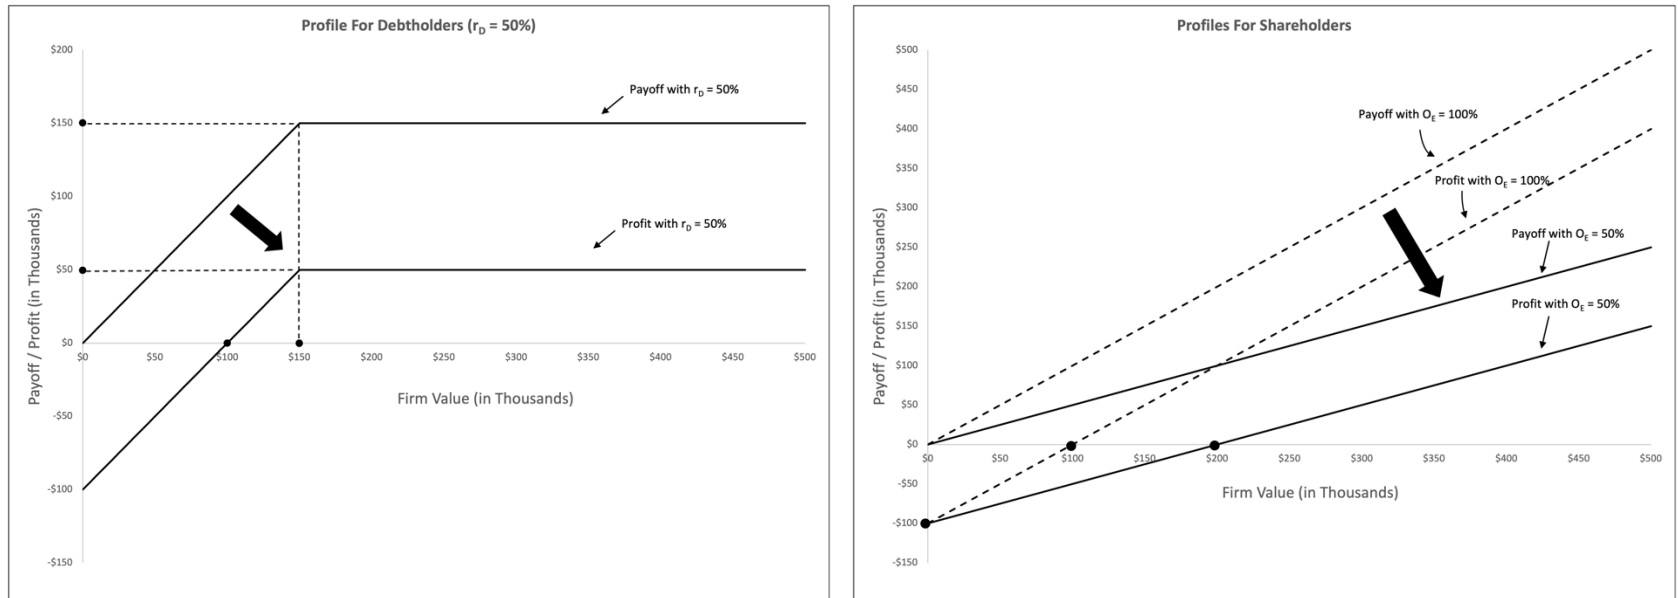 Profile For Debtholders (rD = 50%)
$200
Payoff with rD = 50%
$150
$100
Profit with rD = 50%
$50
$0
$0 $50 $100 $150 $200 $250 $300 $350 $400 $450 $500
Firm Value (in Thousands)
-$50
-$100
-$150
Payoff / Profit (in Thousands)
Profiles For Shareholders
$500
$450
Payoff with OE = 100%
$400
$350
Profit with OE = 100%
$300
Payoff with OE = 50%
$250
$200
Profit with OE = 50%
$150
$100
$50
$0
$0 $50 $100 $150 $200 $250 $300 $350 $400 $450 $500
Firm Value (in Thousands)
-$50
-$100
-$150
Payoff / Profit (in Thousands)